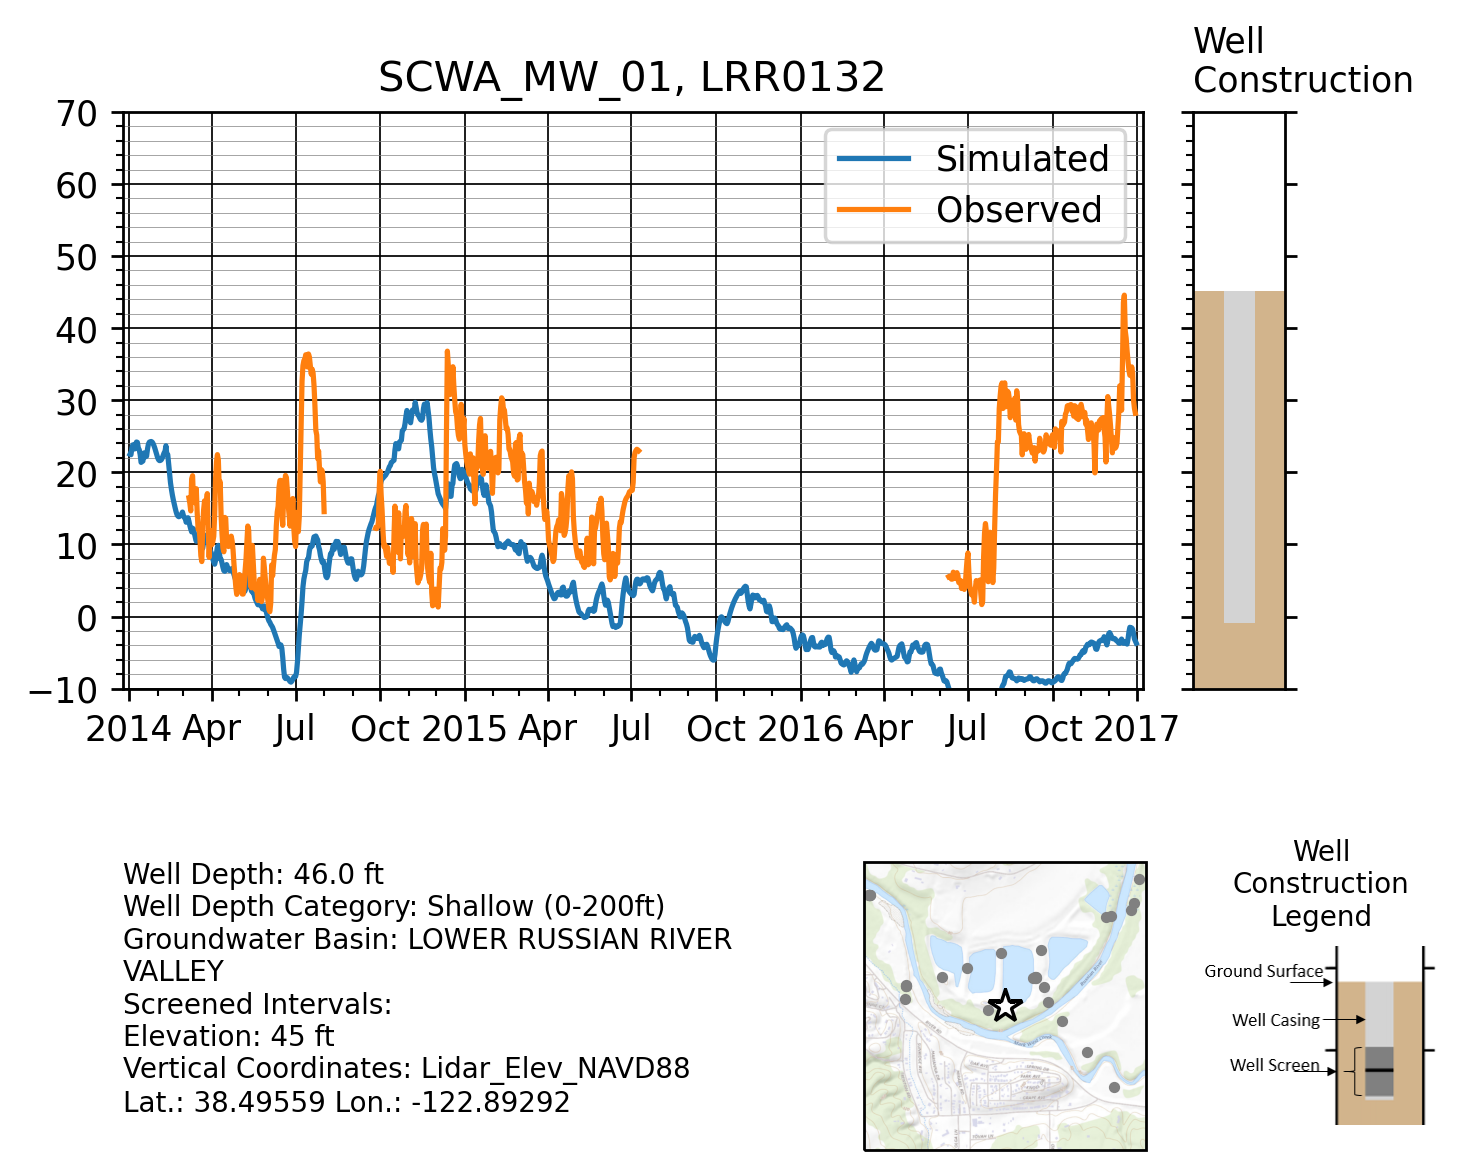 Well
Construction
SCWA_MW_01, LRR0132
70
60
50
40
30
20
10
0
−10
Simulated
Observed
2014 Apr Jul Oct 2015 Apr Jul Oct 2016 Apr Jul Oct 2017
Well Depth: 46.0 ft
Well Depth Category: Shallow (0-200ft)
Groundwater Basin: LOWER RUSSIAN RIVER
VALLEY
Screened Intervals:
Elevation: 45 ft
Vertical Coordinates: Lidar_Elev_NAVD88
Lat.: 38.49559 Lon.: -122.89292
Well
Construction
Legend
Ground Surface
Well Casing
Well Screen